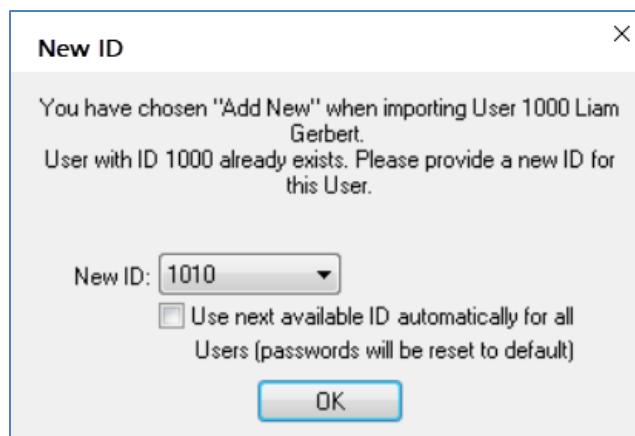 New ID
You have chosen "Add New" when importing User 1000 Liam
Gerbert.
User with ID 1000 already exists. Please provide a new ID for
this User.
New ID: 1010
Use next available ID automatically for all
Users (passwords will be reset to default)
OK